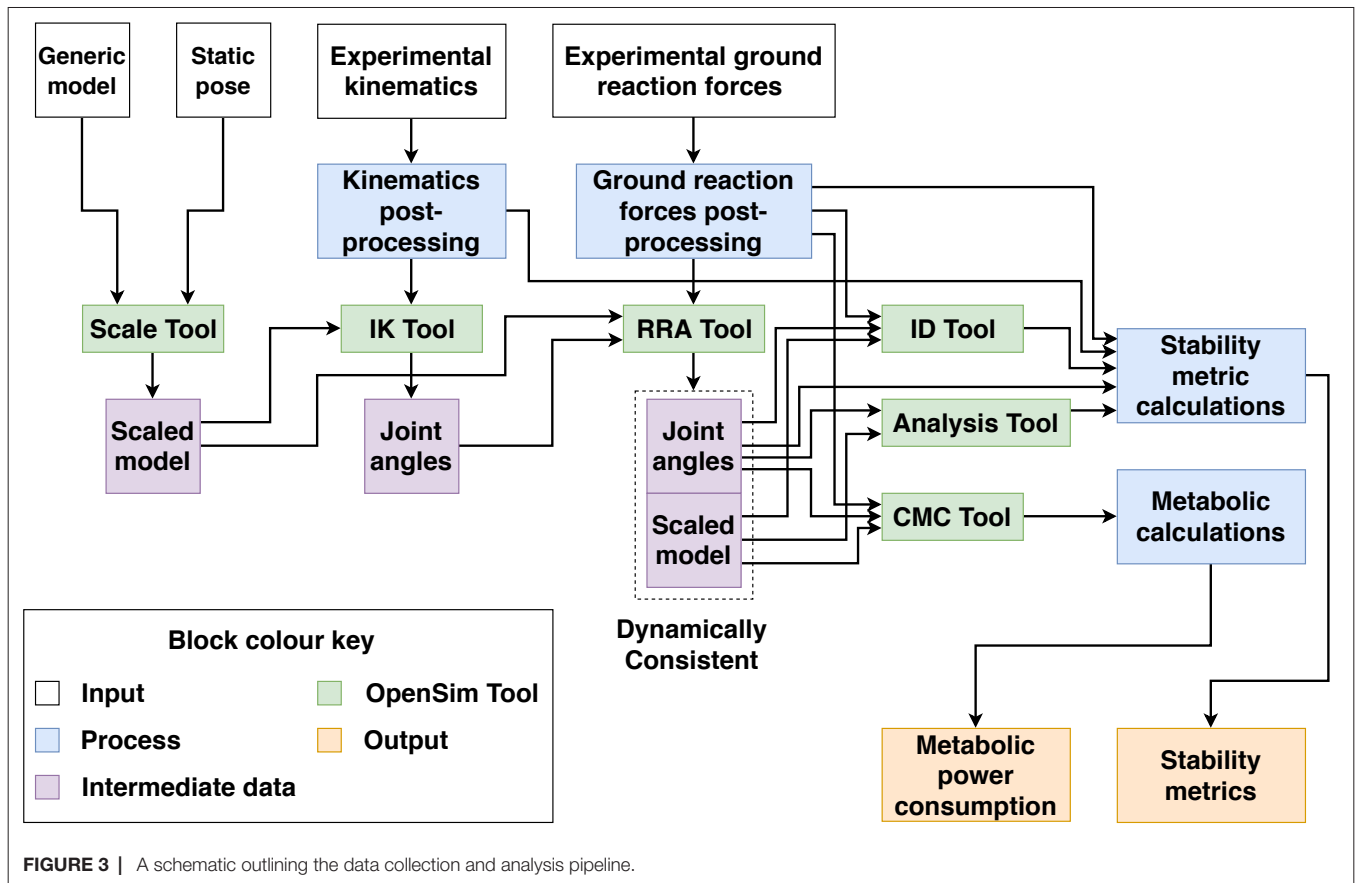 Generic
model
Static
pose
Experimental
kinematics
Experimental ground
reaction forces
Kinematics
post-
processing
Ground reaction
forces post-
processing
Scale Tool
IK Tool
RRA Tool
ID Tool
Stability
metric
calculations
Scaled
model
Joint
angles
Joint
angles
Analysis Tool
Scaled
model
CMC Tool
Metabolic
calculations
Dynamically
Consistent
Block colour key
Input
OpenSim Tool
Process
Output
Intermediate data
Metabolic
power
consumption
Stability
metrics
FIGURE 3 | A schematic outlining the data collection and analysis pipeline.